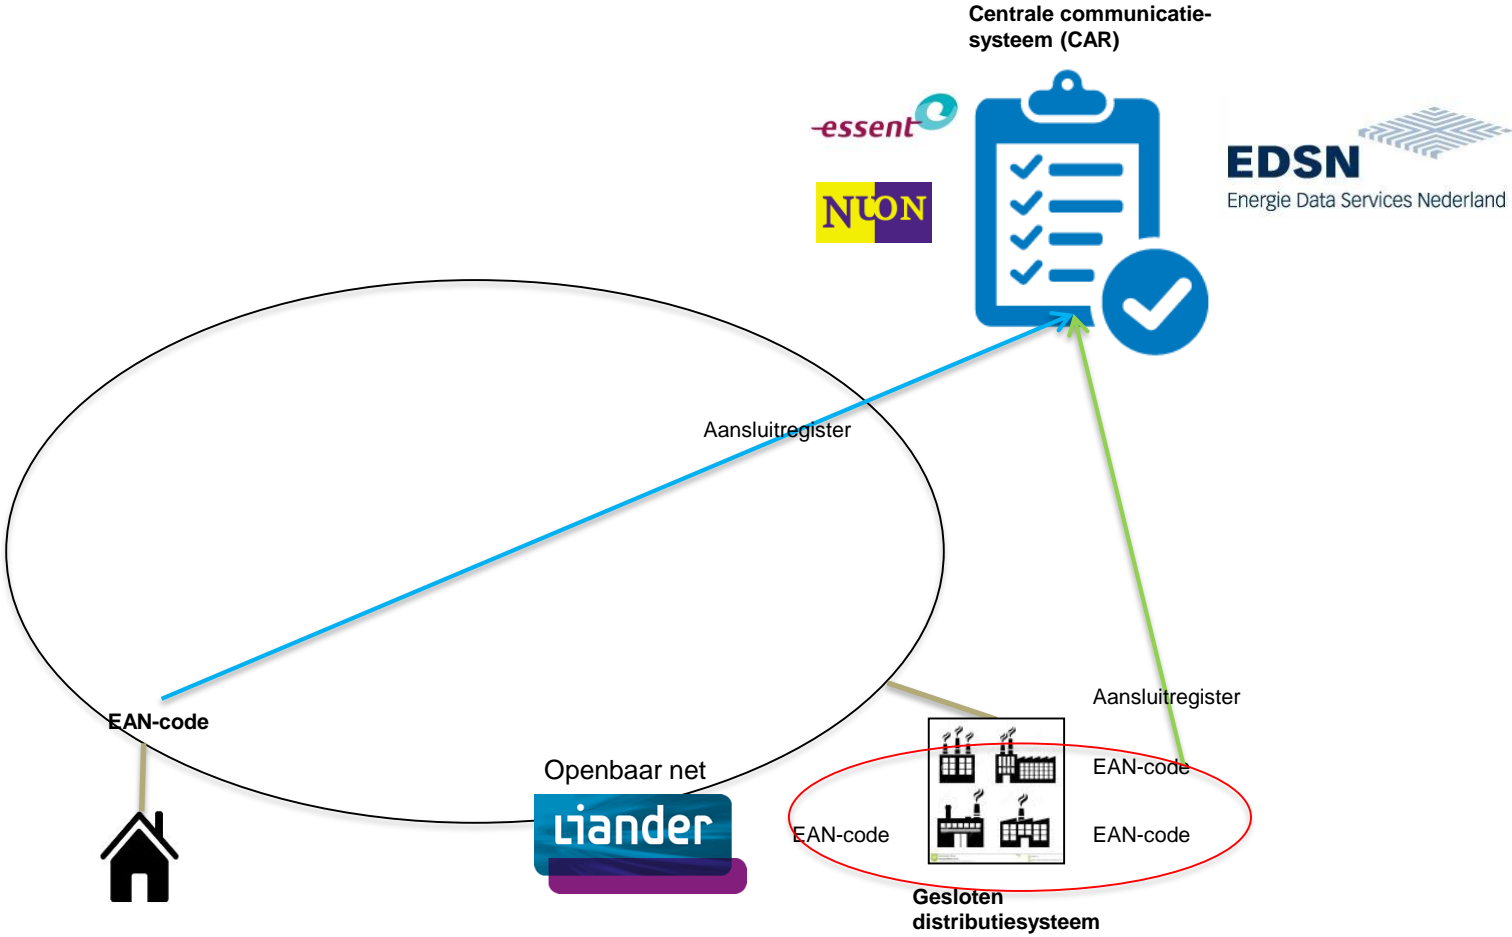 Centrale communicatie-
systeem (CAR)
essent
NUON
EDSN
Energie Data Services Nederland
Aansluitregister
Aansluitregister
EAN-code
Openbaar net
Liander
EAN-code
EAN-code
EAN-code
Gesloten
distributiesysteem